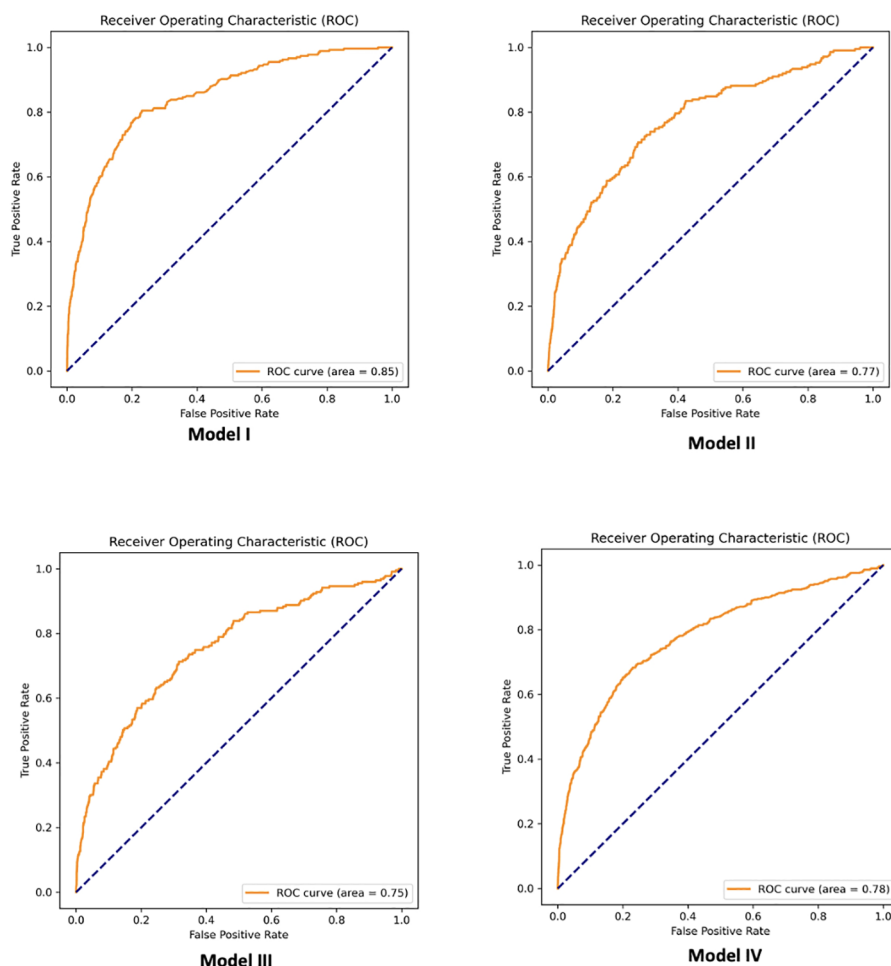 Receiver Operating Characteristic (ROC)
1.0
0.8
0.6
0.4
0.2
0.0
True Positive Rate
ROC curve (area = 0.85)
0.0 0.2 0.4 0.6 0.8 1.0
False Positive Rate
Model I
Receiver Operating Characteristic (ROC)
1.0
0.8
0.6
0.4
0.2
0.0
True Positive Rate
ROC curve (area = 0.77)
0.0 0.2 0.4 0.6 0.8 1.0
False Positive Rate
Model II
Receiver Operating Characteristic (ROC)
1.0
0.8
0.6
0.4
0.2
0.0
True Positive Rate
ROC curve (area = 0.75)
0.0 0.2 0.4 0.6 0.8 1.0
False Positive Rate
Model III
Receiver Operating Characteristic (ROC)
1.0
0.8
0.6
0.4
0.2
0.0
True Positive Rate
ROC curve (area = 0.78)
0.0 0.2 0.4 0.6 0.8 1.0
False Positive Rate
Model IV